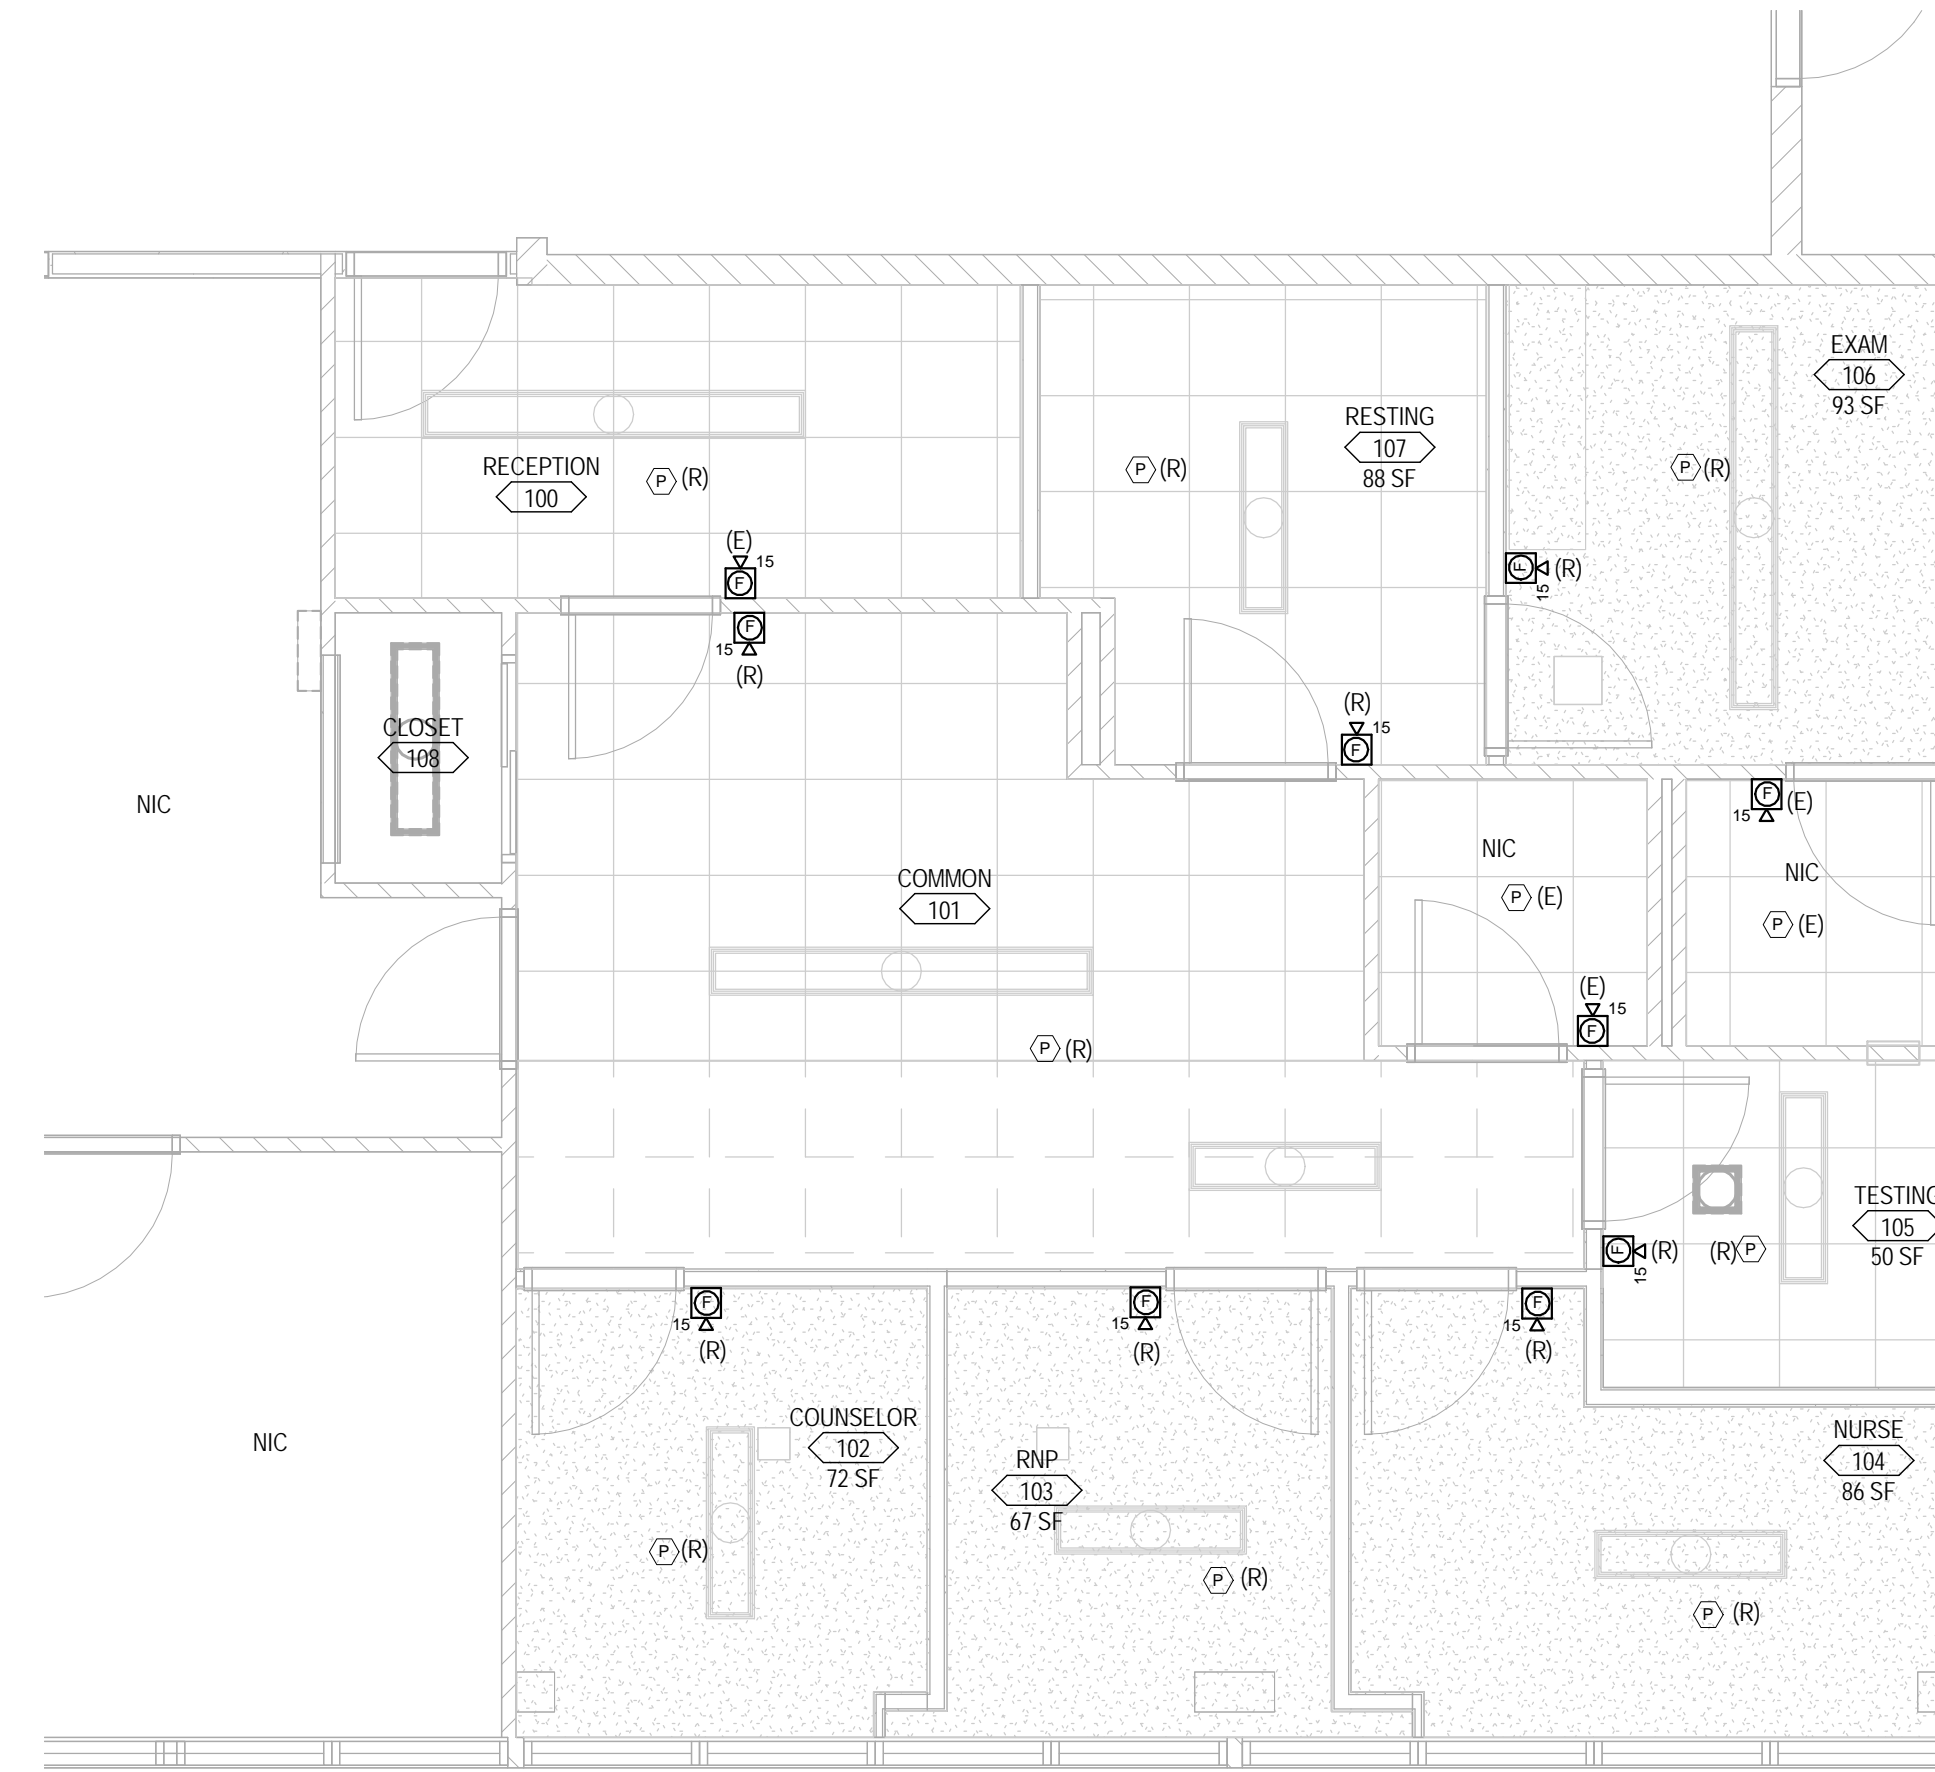 EXAM
106
93 SF
RESTING
107
88 SF
RECEPTION
100
P (R)
P (R)
P (R)
(E)
15
F
F
15
(R)
F
15
(R)
(R)
15
F
CLOSET
108
NIC
F
15
(E)
NIC
NIC
COMMON
101
P (E)
P (E)
(E)
15
F
P (R)
TESTING
105
50 SF
F
15
(R)
(R) P
F
15
(R)
F
15
(R)
F
15
(R)
COUNSELOR
102
72 SF
NIC
RNP
103
67 SF
NURSE
104
86 SF
P (R)
P (R)
P (R)